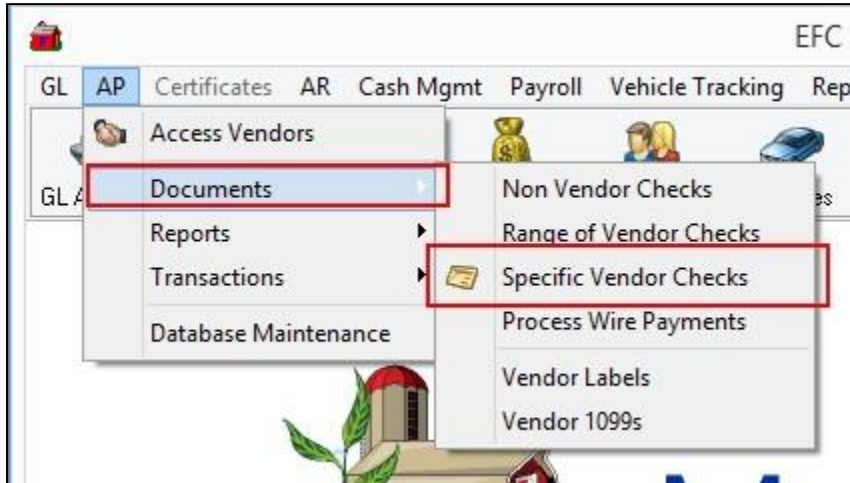 EFC
GL AP Certificates AR Cash Mgmt Payroll Vehicle Tracking Rep
Access Vendors
GL A
Documents
Non Vendor Checks
es
Reports
Range of Vendor Checks
Transactions
Specific Vendor Checks
Database Maintenance
Process Wire Payments
Vendor Labels
Vendor 1099s